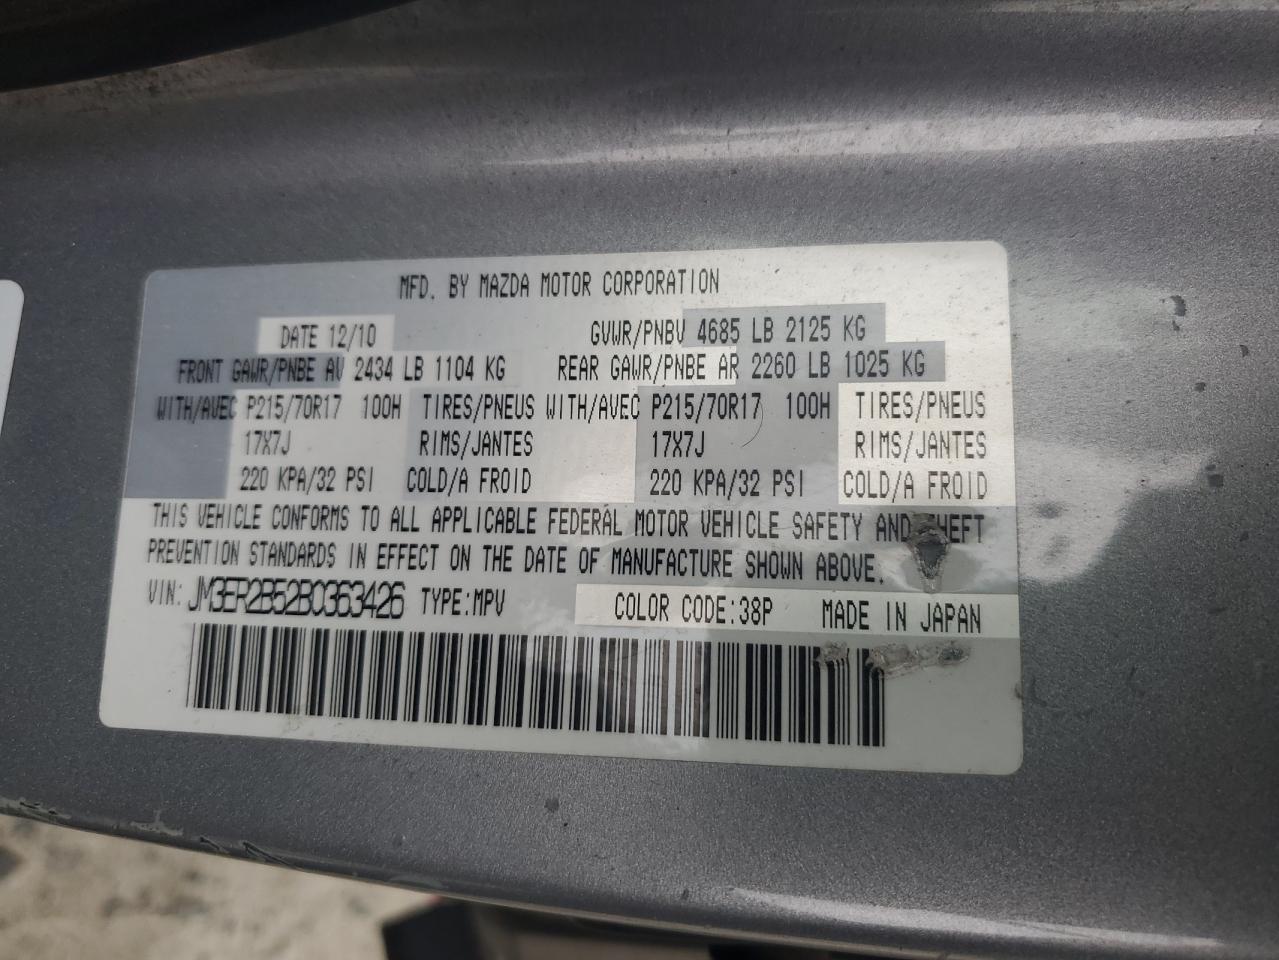 MFD. BY MAZDA MOTOR CORPORATION
DATE 12/10 GVWR/PNBV 4685 LB 2125 KG
FRONT GAWR/PNBE AV 2434 LB 1104 KG REAR GAWR/PNBE AR 2260 LB 1025 KG
WITH/AVEC P215/70R17 100H TIRES/PNEUS WITH/AVEC P215/70R17 100H TIRES/PNEUS
17X7J RIMS/JANTES 17X7J RIMS/JANTES
220 KPA/32 PSI COLD/A FROID 220 KPA/32 PSI COLD/A FROID
THIS VEHICLE CONFORMS TO ALL APPLICABLE FEDERAL MOTOR VEHICLE SAFETY AND THEFT
PREVENTION STANDARDS IN EFFECT ON THE DATE OF MANUFACTURE SHOWN ABOVE.
VIN: JM3ER2B52B0363426 TYPE:MPV COLOR CODE:38P MADE IN JAPAN